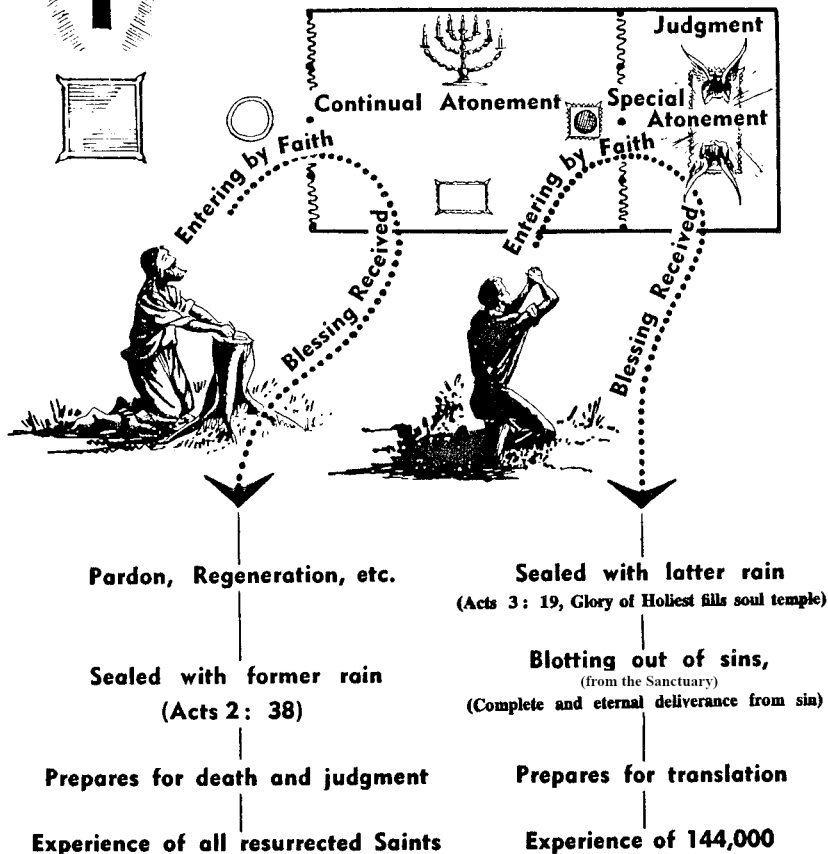 Judgment
Continual Atonement
Special
Atonement
Entering by Faith
Entering by Faith
Blessing Received
Blessing Received
Pardon, Regeneration, etc.
Sealed with former rain
(Acts 2: 38)
Prepares for death and judgment
Experience of all resurrected Saints
Sealed with latter rain
(Acts 3: 19, Glory of Holiest fills soul temple)
Blotting out of sins,
(from the Sanctuary)
(Complete and eternal deliverance from sin)
Prepares for translation
Experience of 144,000